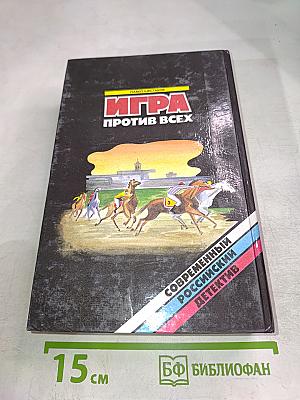 ИГРА
ПРОТИВ ВСЕХ
СОВРЕМЕННЫЙ
РОССИЙСКИЙ
ДЕТЕКТИВ
15 см
БФ БИБЛИОФАН